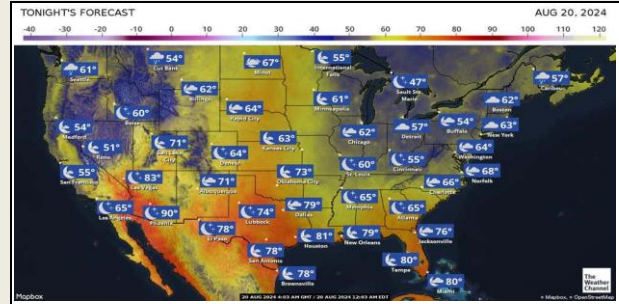 TONIGHT'S FORECAST
AUG 20, 2024
-40 -30 -20 -10 0 10 20 30 40 50 60 70 80 90 100 110 120
61°
Seattle
54°
Cut Bank
67°
Minot
55°
International
Falls
47°
Sault Ste.
Marie
57°
Caribou
62°
Billings
64°
Rapid City
61°
Minneapolis
62°
Boston
60°
Boise
54°
Medford
51°
Reno
71°
Salt Lake
City
64°
Denver
63°
Kansas City
62°
Chicago
57°
Detroit
54°
Buffalo
63°
New York
64°
Washington
55°
San Francisco
83°
Las Vegas
71°
Albuquerque
73°
Oklahoma City
60°
St. Louis
55°
Cincinnati
68°
Norfolk
66°
Charlotte
65°
Los Angeles
90°
Phoenix
78°
El Paso
74°
Lubbock
79°
Dallas
65°
Memphis
65°
Atlanta
81°
Houston
79°
New Orleans
76°
Jacksonville
78°
San Antonio
78°
Brownsville
80°
Tampa
80°
Miami
The
Weather
Channel
Mapbox
20 AUG 2024 4:03 AM GMT / 20 AUG 2024 12:03 AM EDT
© Mapbox, © OpenStreetMap